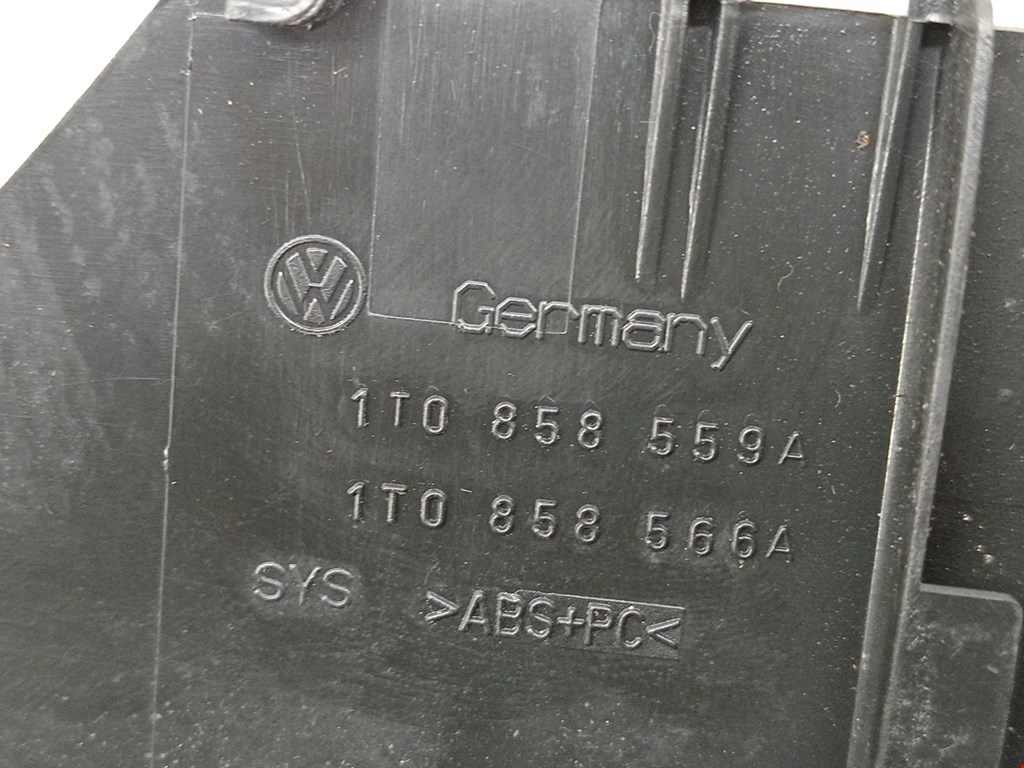 Germany
1T0 858 559A
1T0 858 566A
SYS >ABS+PC<